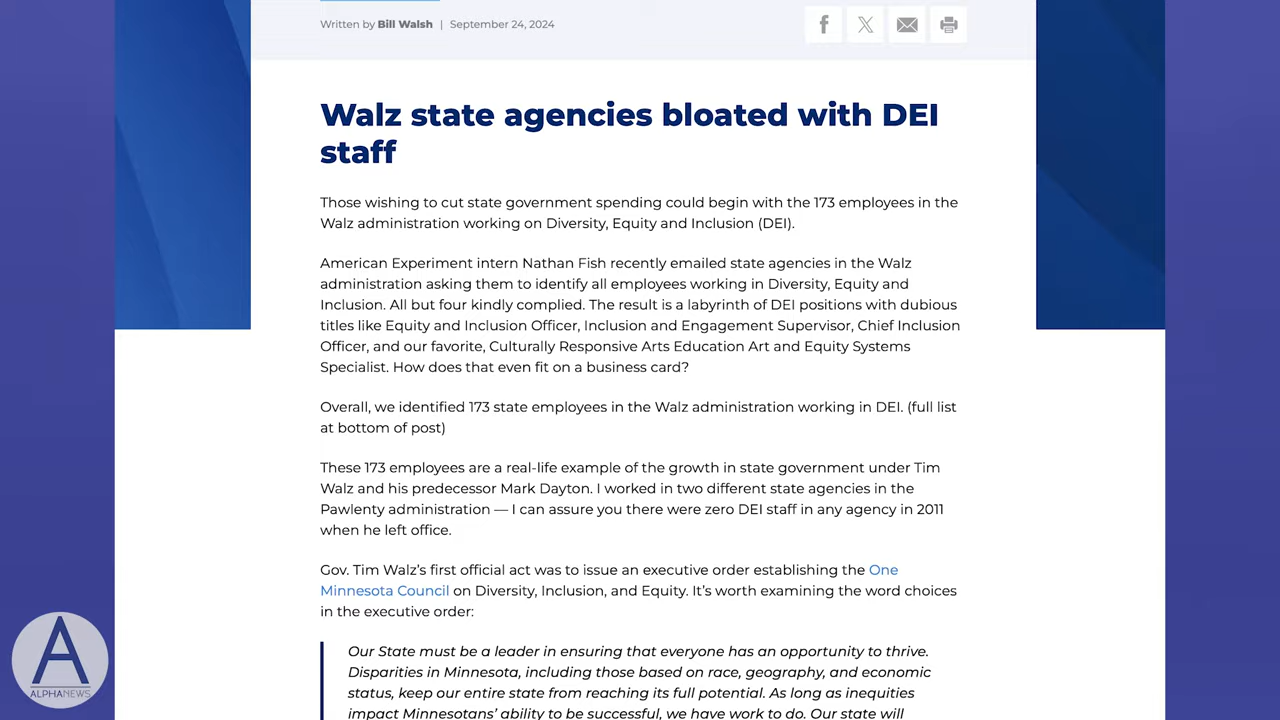 Written by Bill Walsh | September 24, 2024
Walz state agencies bloated with DEI
staff
Those wishing to cut state government spending could begin with the 173 employees in the
Walz administration working on Diversity, Equity and Inclusion (DEI).
American Experiment intern Nathan Fish recently emailed state agencies in the Walz
administration asking them to identify all employees working in Diversity, Equity and
Inclusion. All but four kindly complied. The result is a labyrinth of DEI positions with dubious
titles like Equity and Inclusion Officer, Inclusion and Engagement Supervisor, Chief Inclusion
Officer, and our favorite, Culturally Responsive Arts Education Art and Equity Systems
Specialist. How does that even fit on a business card?
Overall, we identified 173 state employees in the Walz administration working in DEI. (full list
at bottom of post)
These 173 employees are a real-life example of the growth in state government under Tim
Walz and his predecessor Mark Dayton. I worked in two different state agencies in the
Pawlenty administration — I can assure you there were zero DEI staff in any agency in 2011
when he left office.
Gov. Tim Walz's first official act was to issue an executive order establishing the One
Minnesota Council on Diversity, Inclusion, and Equity. It's worth examining the word choices
in the executive order:
Our State must be a leader in ensuring that everyone has an opportunity to thrive.
Disparities in Minnesota, including those based on race, geography, and economic
status, keep our entire state from reaching its full potential. As long as inequities
impact Minnesotans' ability to be successful, we have work to do. Our state will
A
ALPHANEWS